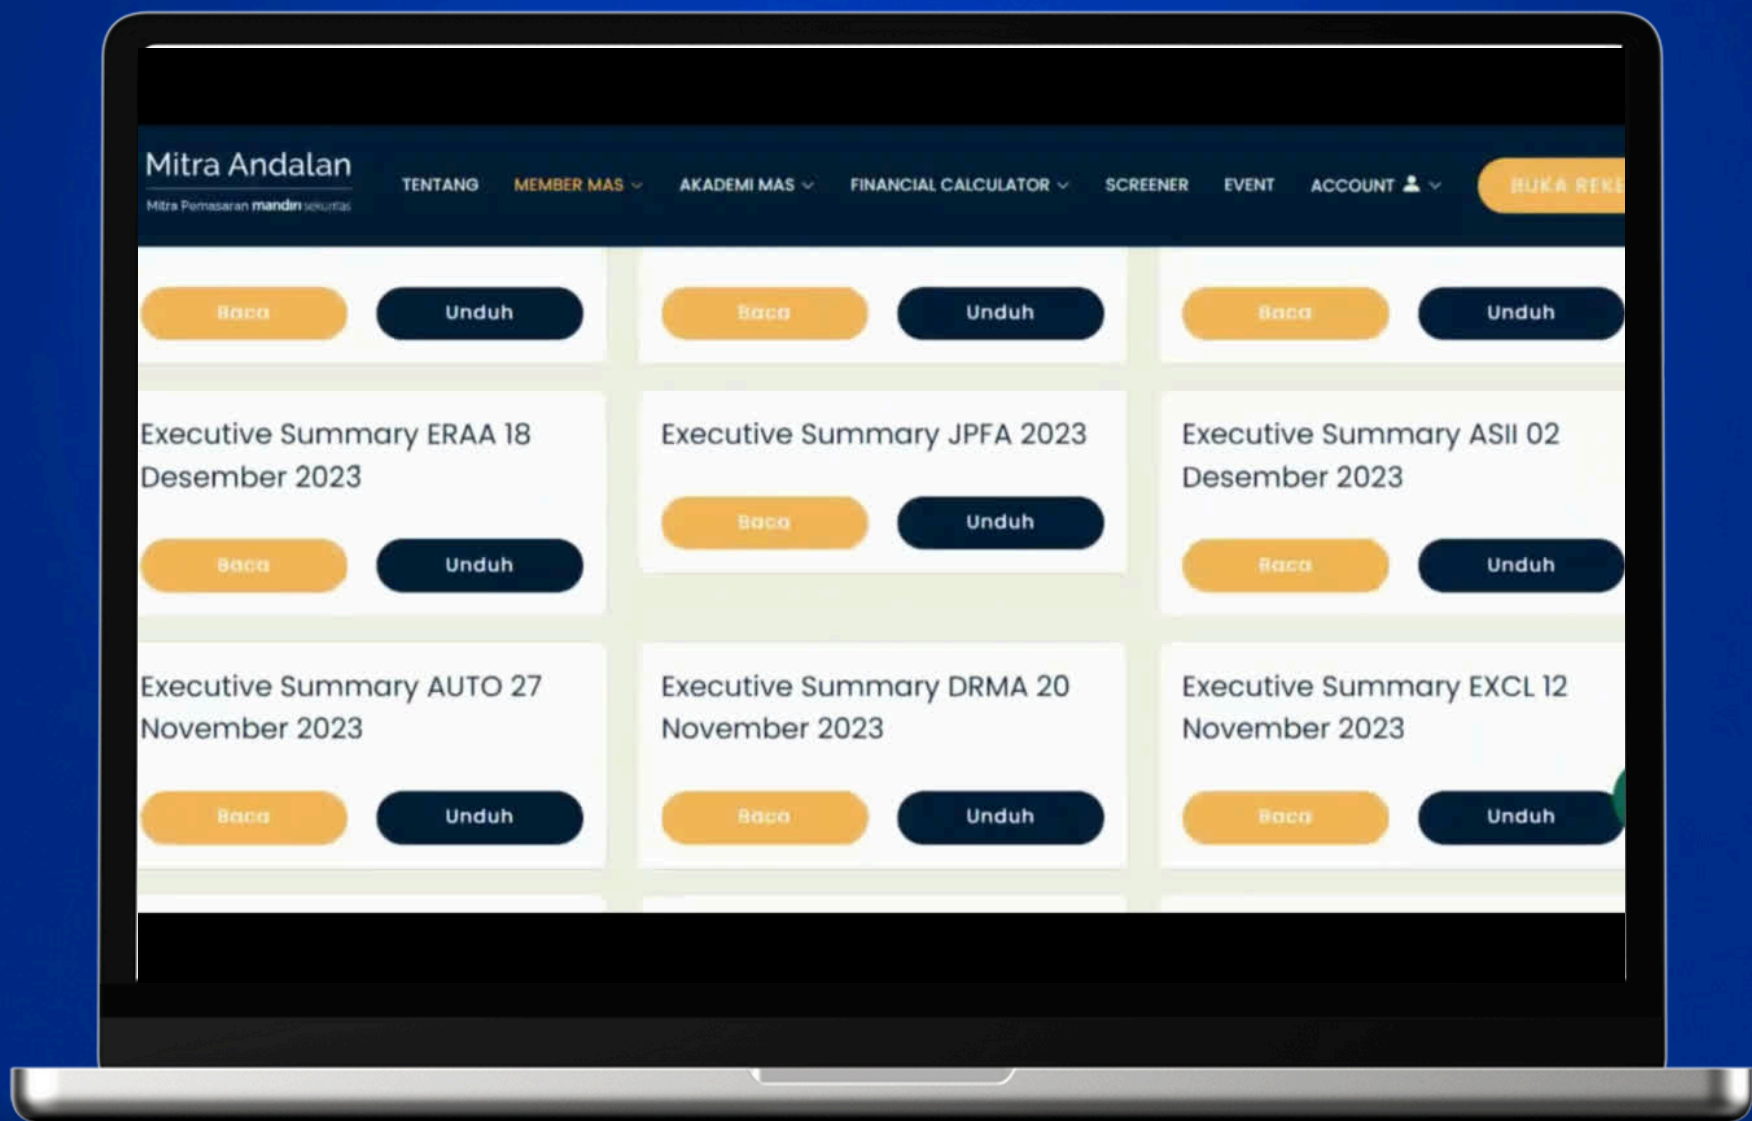 Mitra Andalan
Mitra Pemasaran mandiri sekuritas
TENTANG MEMBER MAS AKADEMI MAS FINANCIAL CALCULATOR SCREENER EVENT ACCOUNT BUKA REKE
Baca Unduh Baca Unduh Baca Unduh
Executive Summary ERAA 18
Desember 2023
Baca Unduh
Executive Summary JPFA 2023
Baca Unduh
Executive Summary ASII 02
Desember 2023
Baca Unduh
Executive Summary AUTO 27
November 2023
Baca Unduh
Executive Summary DRMA 20
November 2023
Baca Unduh
Executive Summary EXCL 12
November 2023
Baca Unduh